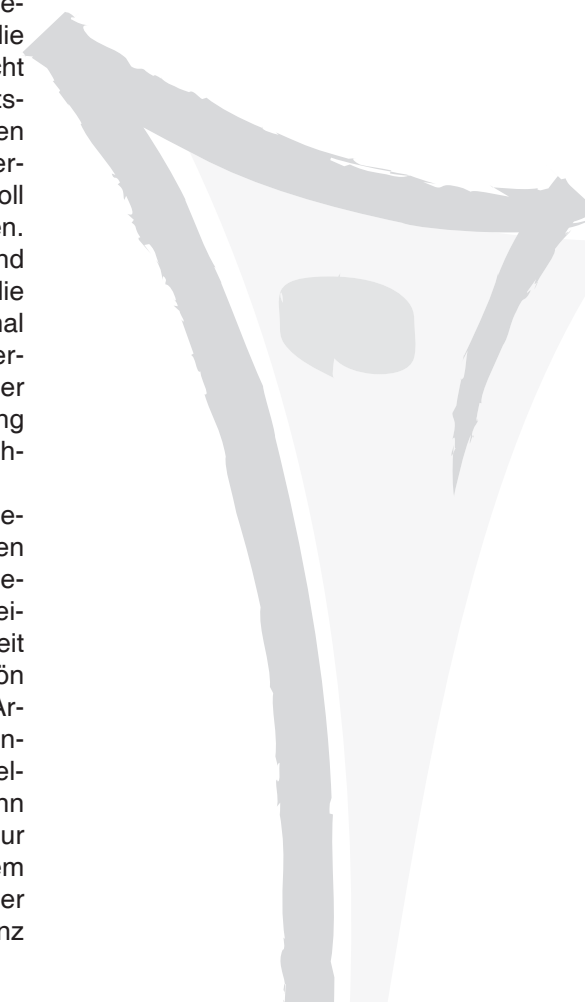 e-
die
cht
ts-
en
er-
oll
en.
nd
die
nal
er-
er
ng
h-
e-
en
e-
ei-
eit
ön
Ar-
n-
el-
nn
ur
em
er
nz